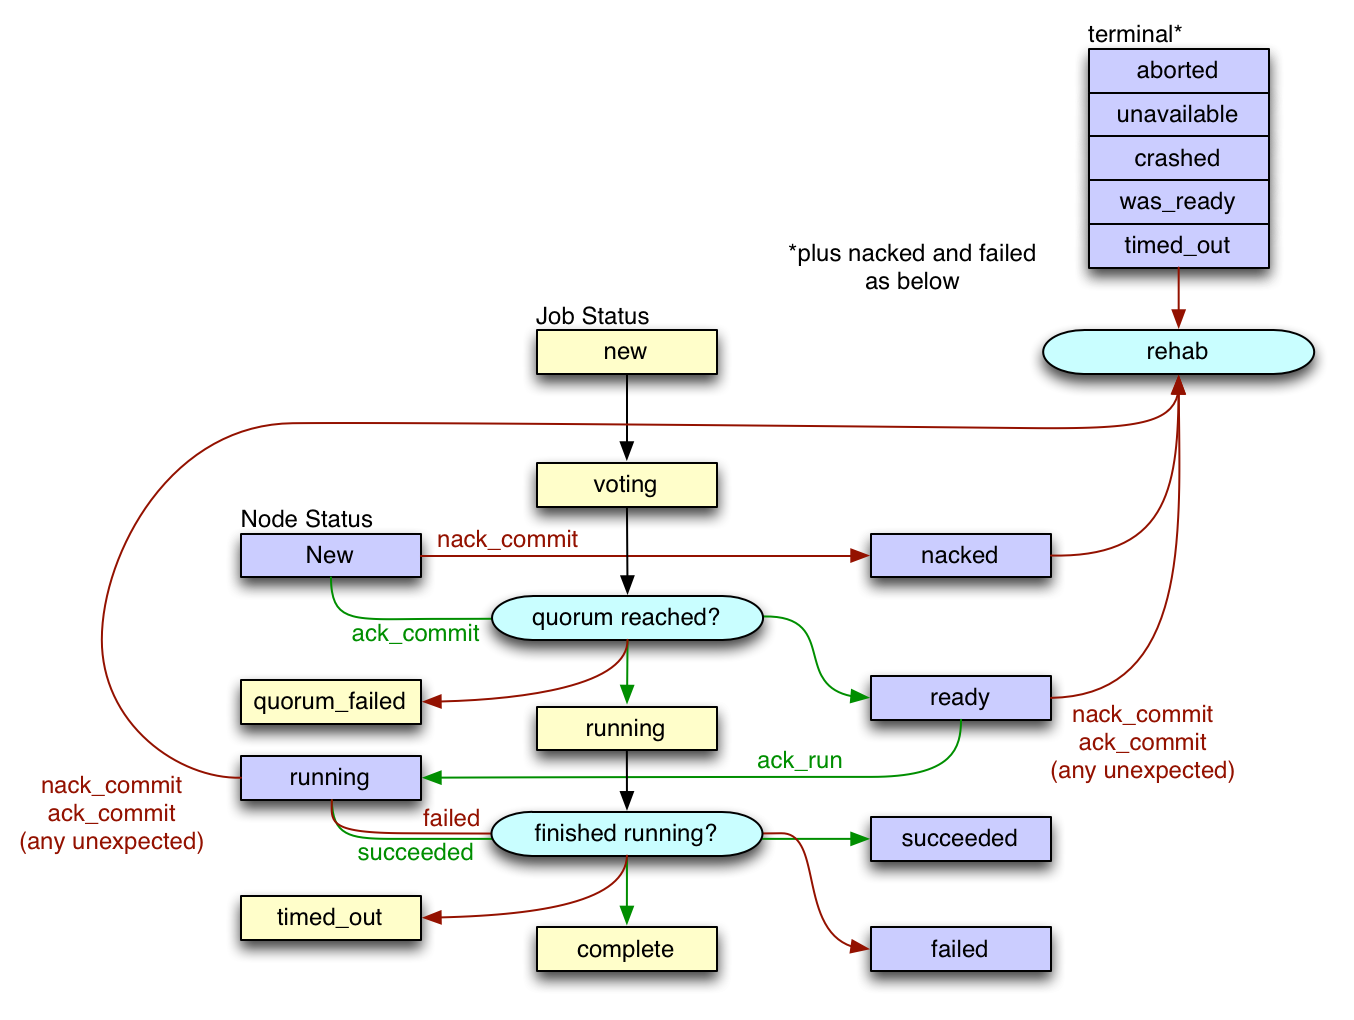 terminal*
aborted
unavailable
crashed
was_ready
timed_out
*plus nacked and failed
as below
Job Status
new
rehab
voting
Node Status
New
nack_commit
nacked
quorum reached?
ack_commit
quorum_failed
ready
running
nack_commit
ack_commit
(any unexpected)
ack_run
running
nack_commit
ack_commit
(any unexpected)
failed
finished running?
succeeded
succeeded
timed_out
complete
failed